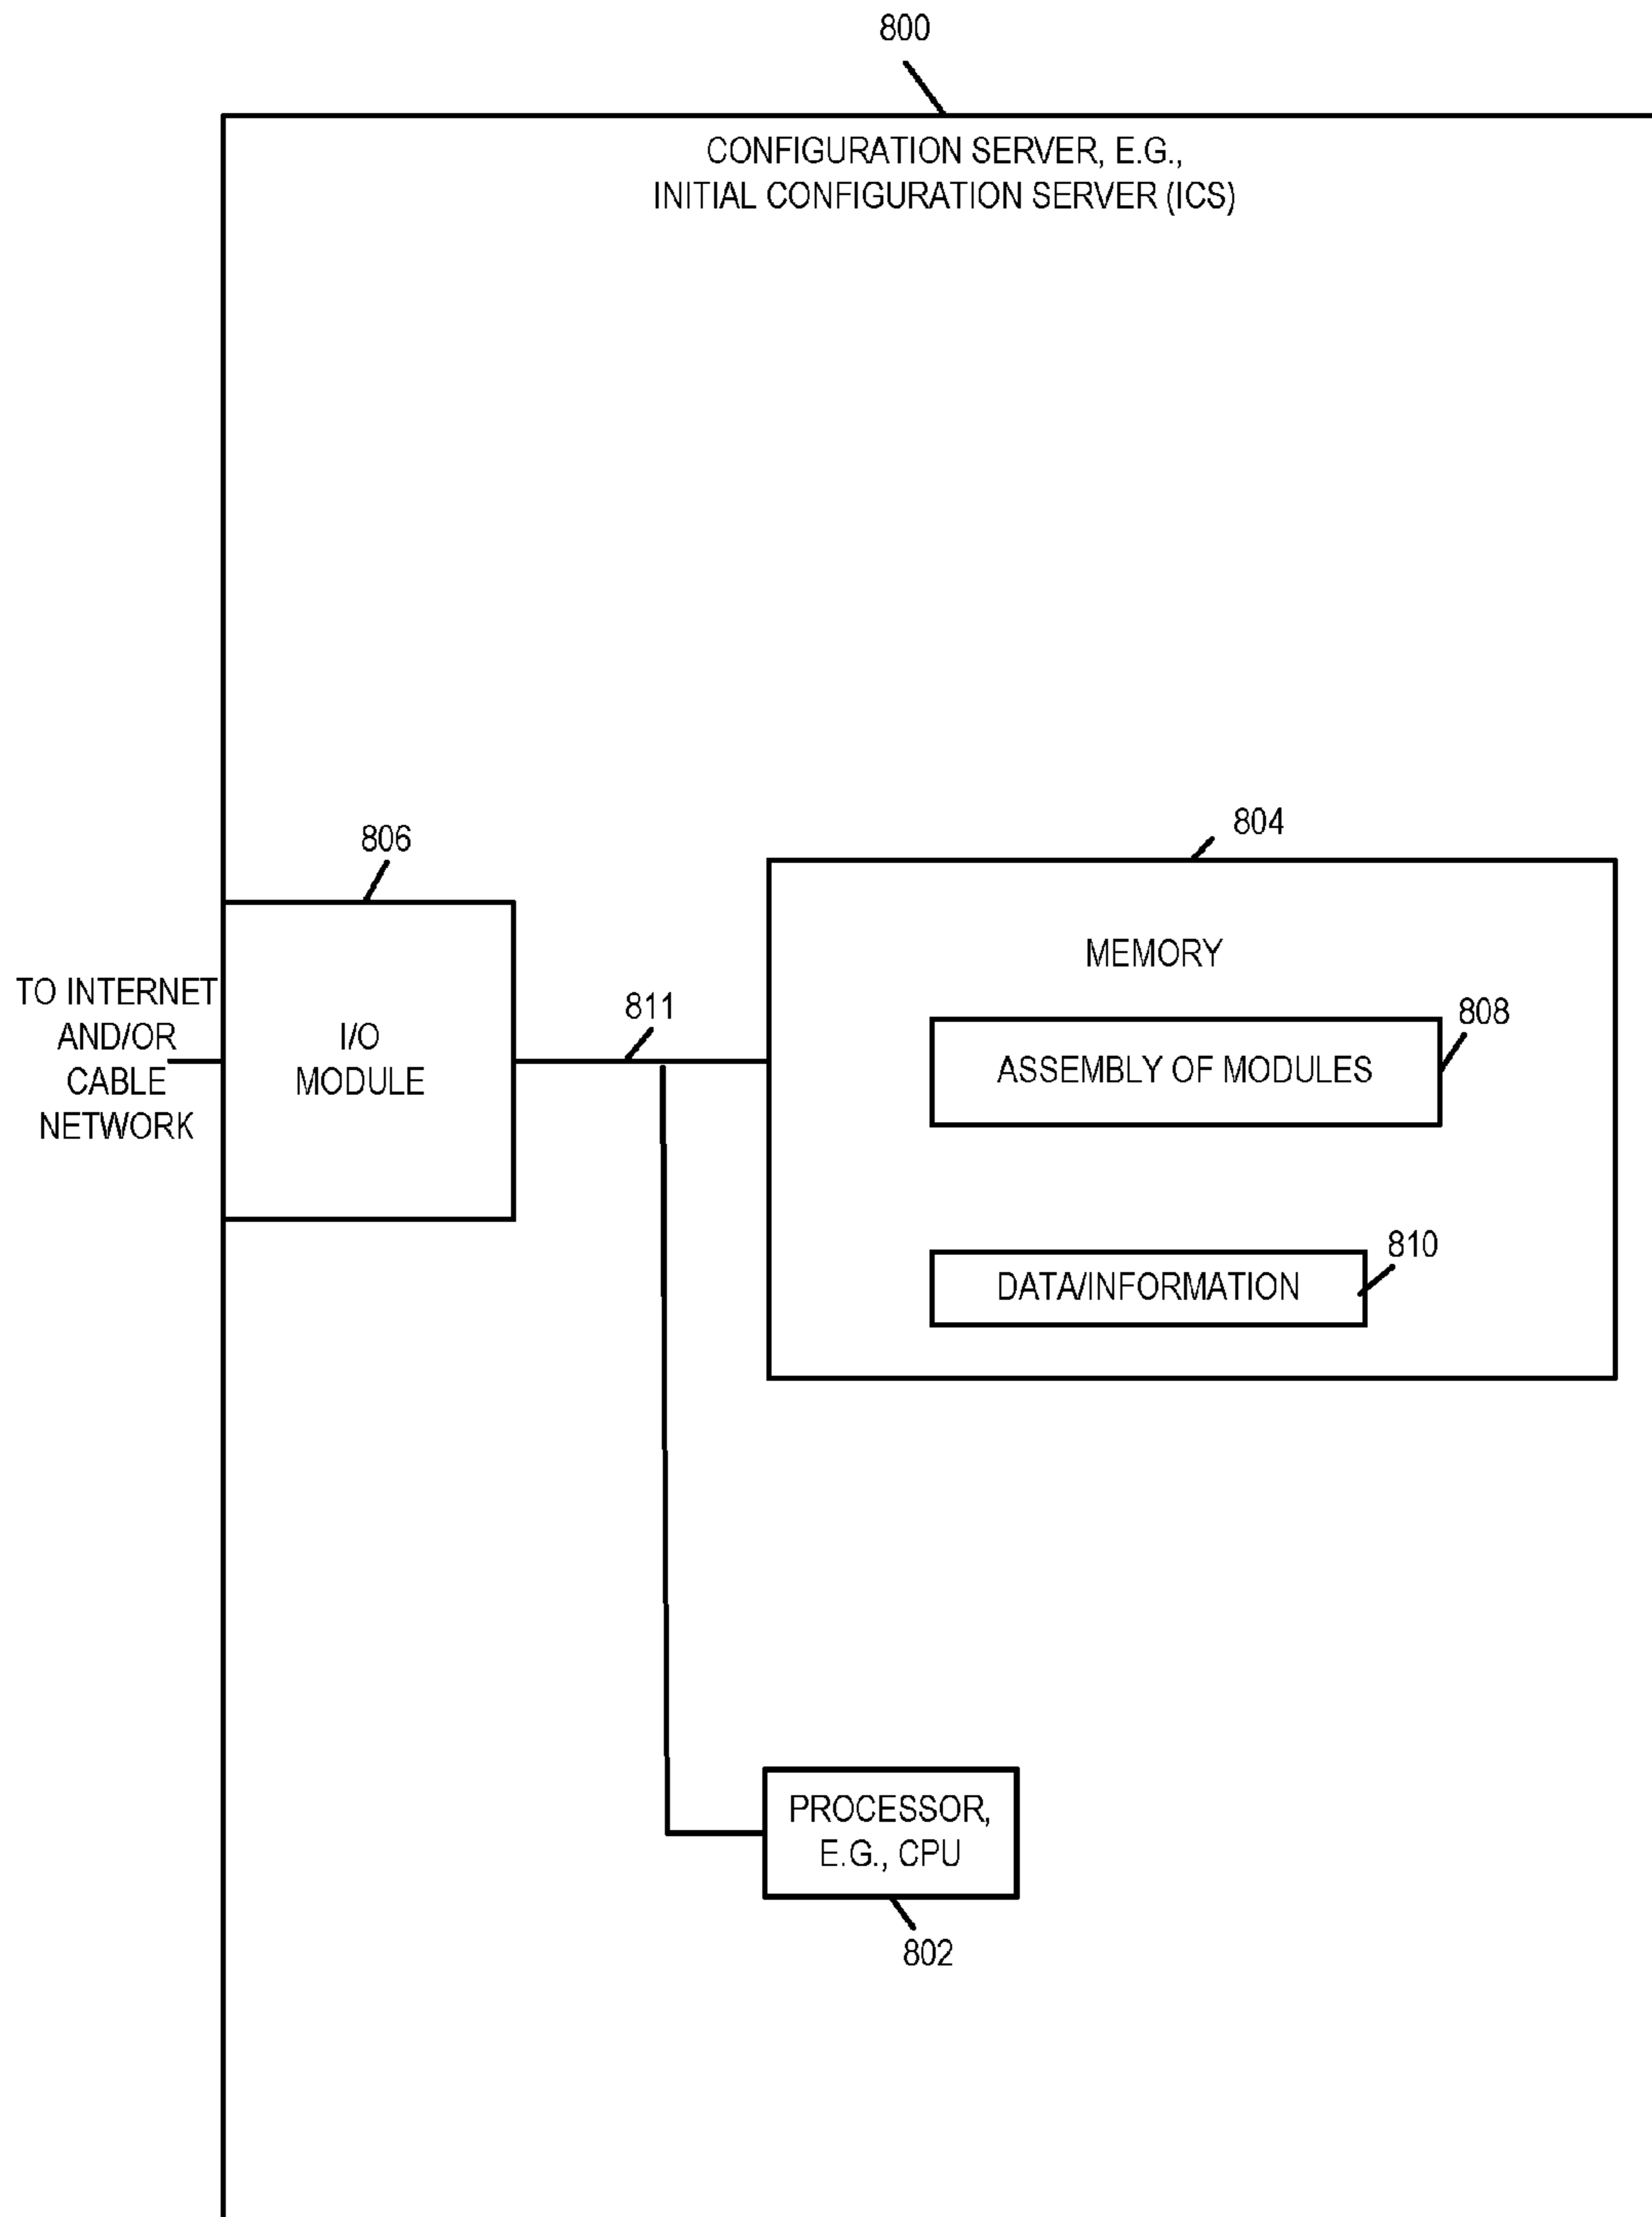 800
CONFIGURATION SERVER, E.G.,
INITIAL CONFIGURATION SERVER (ICS)
804
806
MEMORY
TO INTERNET
AND/OR
CABLE
NETWORK
I/O
MODULE
811
808
ASSEMBLY OF MODULES
810
DATA/INFORMATION
PROCESSOR,
E.G., CPU
802